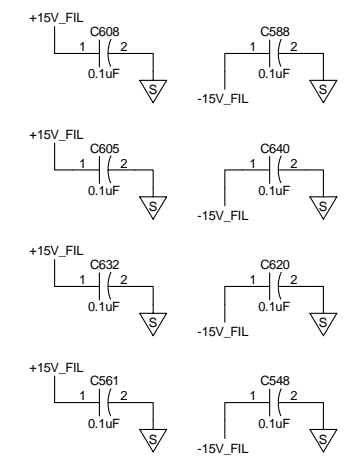 C608 C588
+15V_FIL
1 2 1 2
0.1uF S 0.1uF S
-15V_FIL
C605 C640
+15V_FIL
1 2 1 2
0.1uF S 0.1uF S
-15V_FIL
C632 C620
+15V_FIL
1 2 1 2
0.1uF S 0.1uF S
-15V_FIL
C561 C548
+15V_FIL
1 2 1 2
0.1uF S 0.1uF S
-15V_FIL